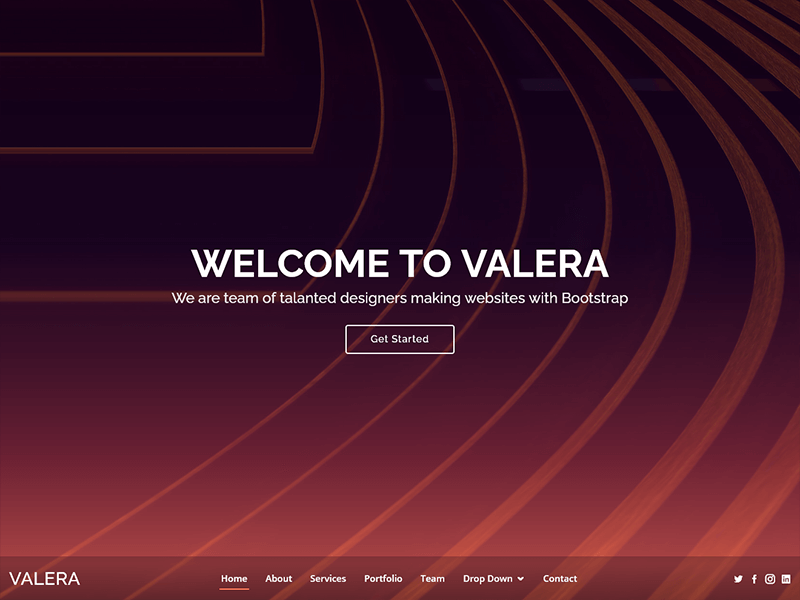 WELCOME TO VALERA
We are team of talanted designers making websites with Bootstrap
Get Started
VALERA
Home About Services Portfolio Team Drop Down Contact